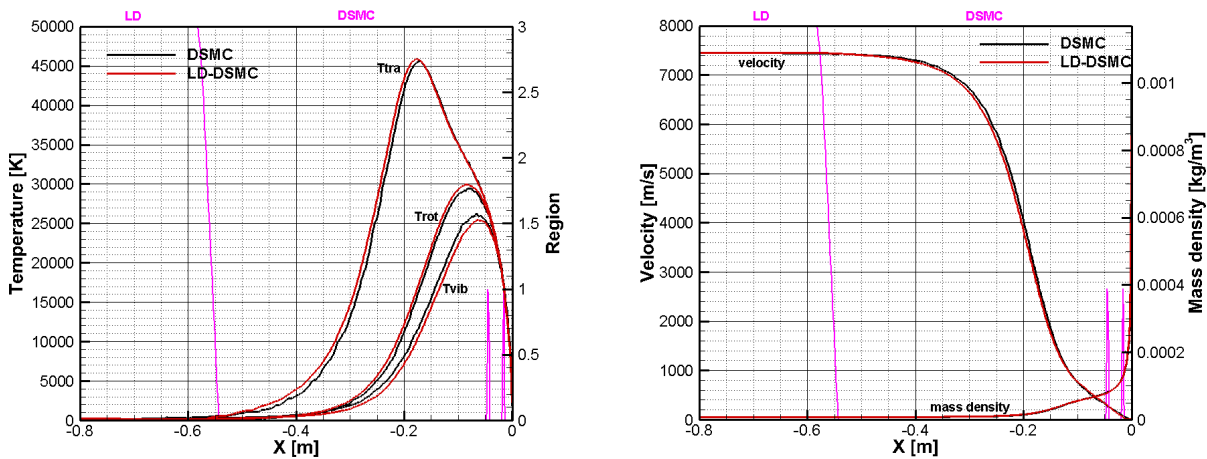 LD DSMC
50000
45000
40000
35000
30000
25000
20000
15000
10000
5000
0
Temperature [K]
DSMC
LD-DSMC
Ttra
Trot
Tvib
3
2.5
2
1.5
1
0.5
0
Region
-0.8 -0.6 -0.4 -0.2 0
X [m]
LD DSMC
8000
7000
6000
5000
4000
3000
2000
1000
0
Velocity [m/s]
DSMC
LD-DSMC
velocity
mass density
0.001
0.0008
0.0006
0.0004
0.0002
0
Mass density [kg/m³]
-0.8 -0.6 -0.4 -0.2 0
X [m]